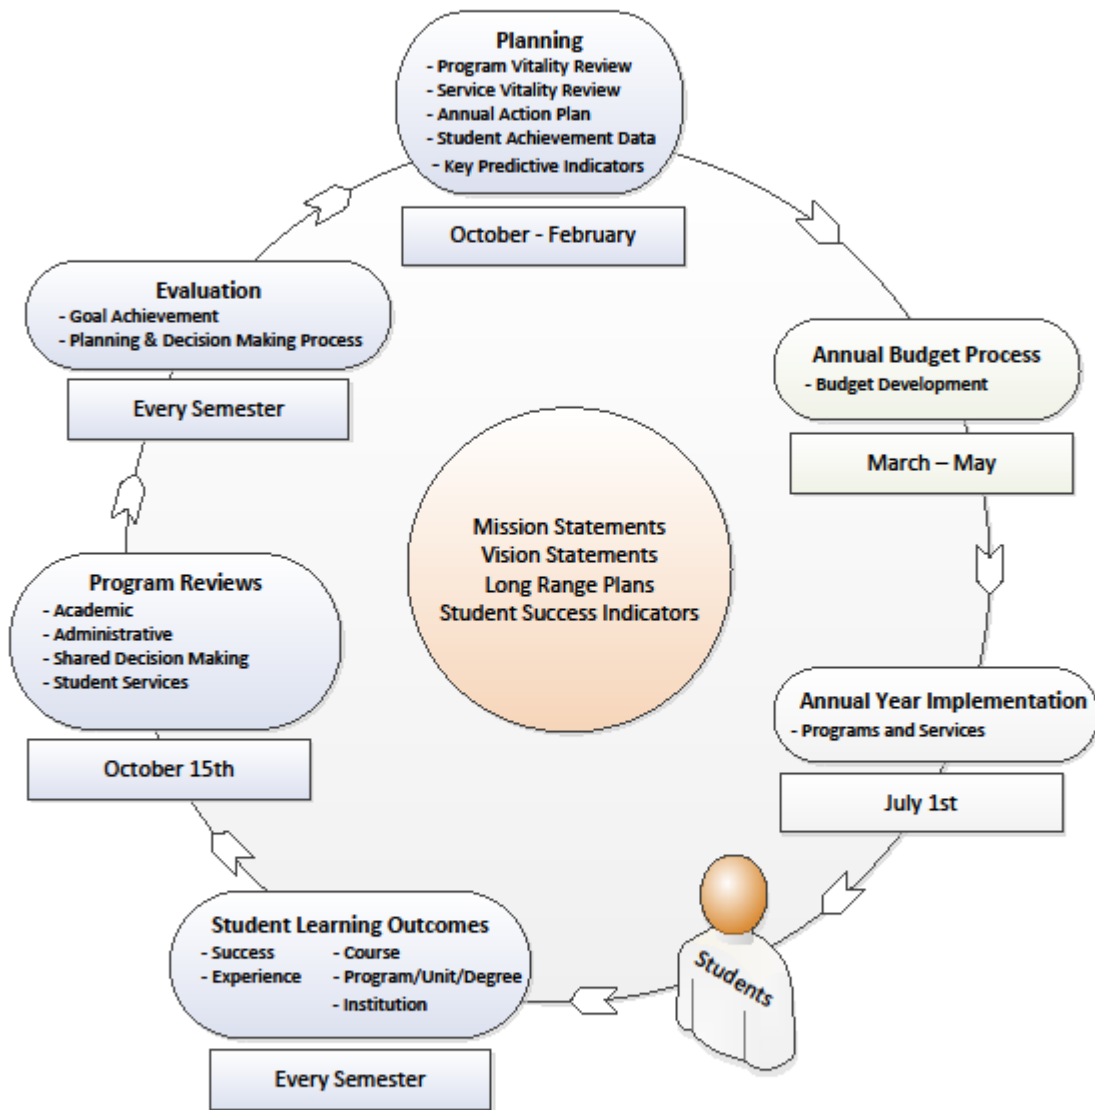 Planning
- Program Vitality Review
- Service Vitality Review
- Annual Action Plan
- Student Achievement Data
- Key Predictive Indicators
October - February
Evaluation
- Goal Achievement
- Planning & Decision Making Process
Every Semester
Annual Budget Process
- Budget Development
March – May
Mission Statements
Vision Statements
Long Range Plans
Student Success Indicators
Program Reviews
- Academic
- Administrative
- Shared Decision Making
- Student Services
October 15th
Annual Year Implementation
- Programs and Services
July 1st
Students
Student Learning Outcomes
- Success
- Experience
- Course
- Program/Unit/Degree
- Institution
Every Semester